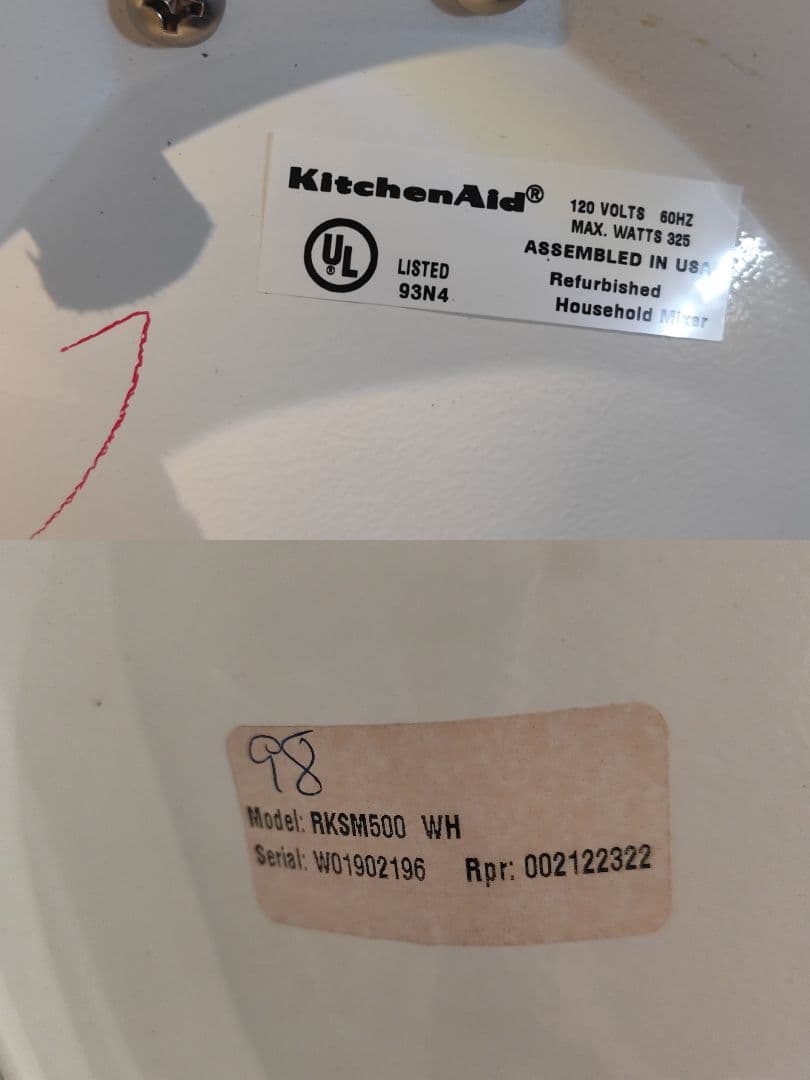 KitchenAid®
120 VOLTS 60HZ
MAX. WATTS 325
ASSEMBLED IN USA
Refurbished
Household Mixer
UL®
LISTED
93N4
98
Model: RKSM500 WH
Serial: W01902196 Rpr: 002122322